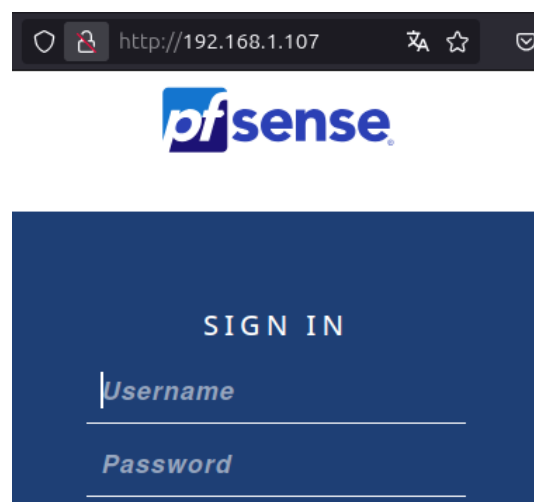 http://192.168.1.107
pfsense
SIGN IN
Username
Password